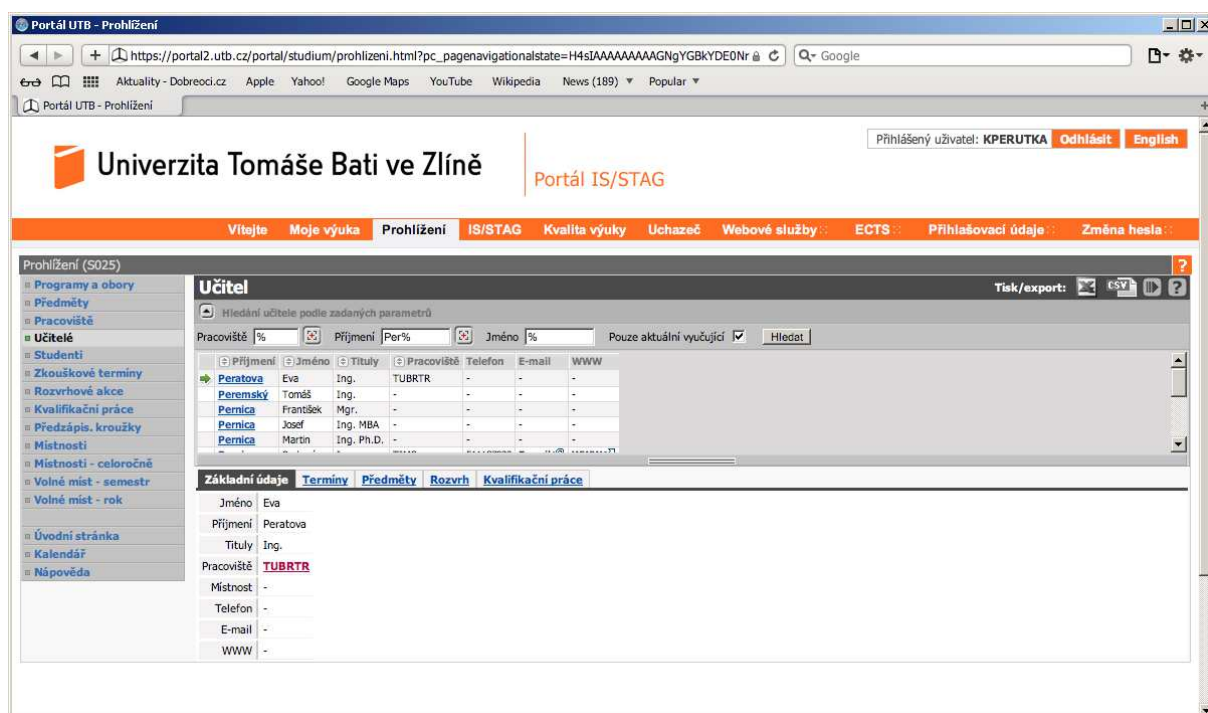 Portál UTB - Prohlížení
https://portal2.utb.cz/portal/studium/prohlizeni.html?pc_pagenavigationalstate=H4sIAAAAAAAAAGNgYGBkYDE0Nr
Google
Aktuality - Dobreoci.cz Apple Yahoo! Google Maps YouTube Wikipedia News (189) Popular
Portál UTB - Prohlížení
Přihlášený uživatel: KPERUTKA Odhlásit English
Univerzita Tomáše Bati ve Zlíně
Portál IS/STAG
Vítejte Moje výuka Prohlížení IS/STAG Kvalita výuky Uchazeč Webové služby ECTS Přihlašovací údaje Změna hesla
Prohlížení (S025) ?
Programy a obory
Předměty
Pracoviště
Učitelé
Studenti
Zkouškové termíny
Rozvrhové akce
Kvalifikační práce
Předzápis. kroužky
Místnosti
Místnosti - celoročně
Volné míst - semestr
Volné míst - rok
Úvodní stránka
Kalendář
Nápověda
Učitel Tisk/export: CSV ?
Hledání učitele podle zadaných parametrů
Pracoviště % Příjmení Per% Jméno % Pouze aktuální vyučující Hledat
Příjmení Jméno Tituly Pracoviště Telefon E-mail WWW
Peratova Eva Ing. TUBRTR - - -
Peremský Tomáš Ing. - - - -
Pernica František Mgr. - - - -
Pernica Josef Ing. MBA - - - -
Pernica Martin Ing. Ph.D. - - - -
Základní údaje Termíny Předměty Rozvrh Kvalifikační práce
Jméno Eva
Příjmení Peratova
Tituly Ing.
Pracoviště TUBRTR
Místnost -
Telefon -
E-mail -
WWW -